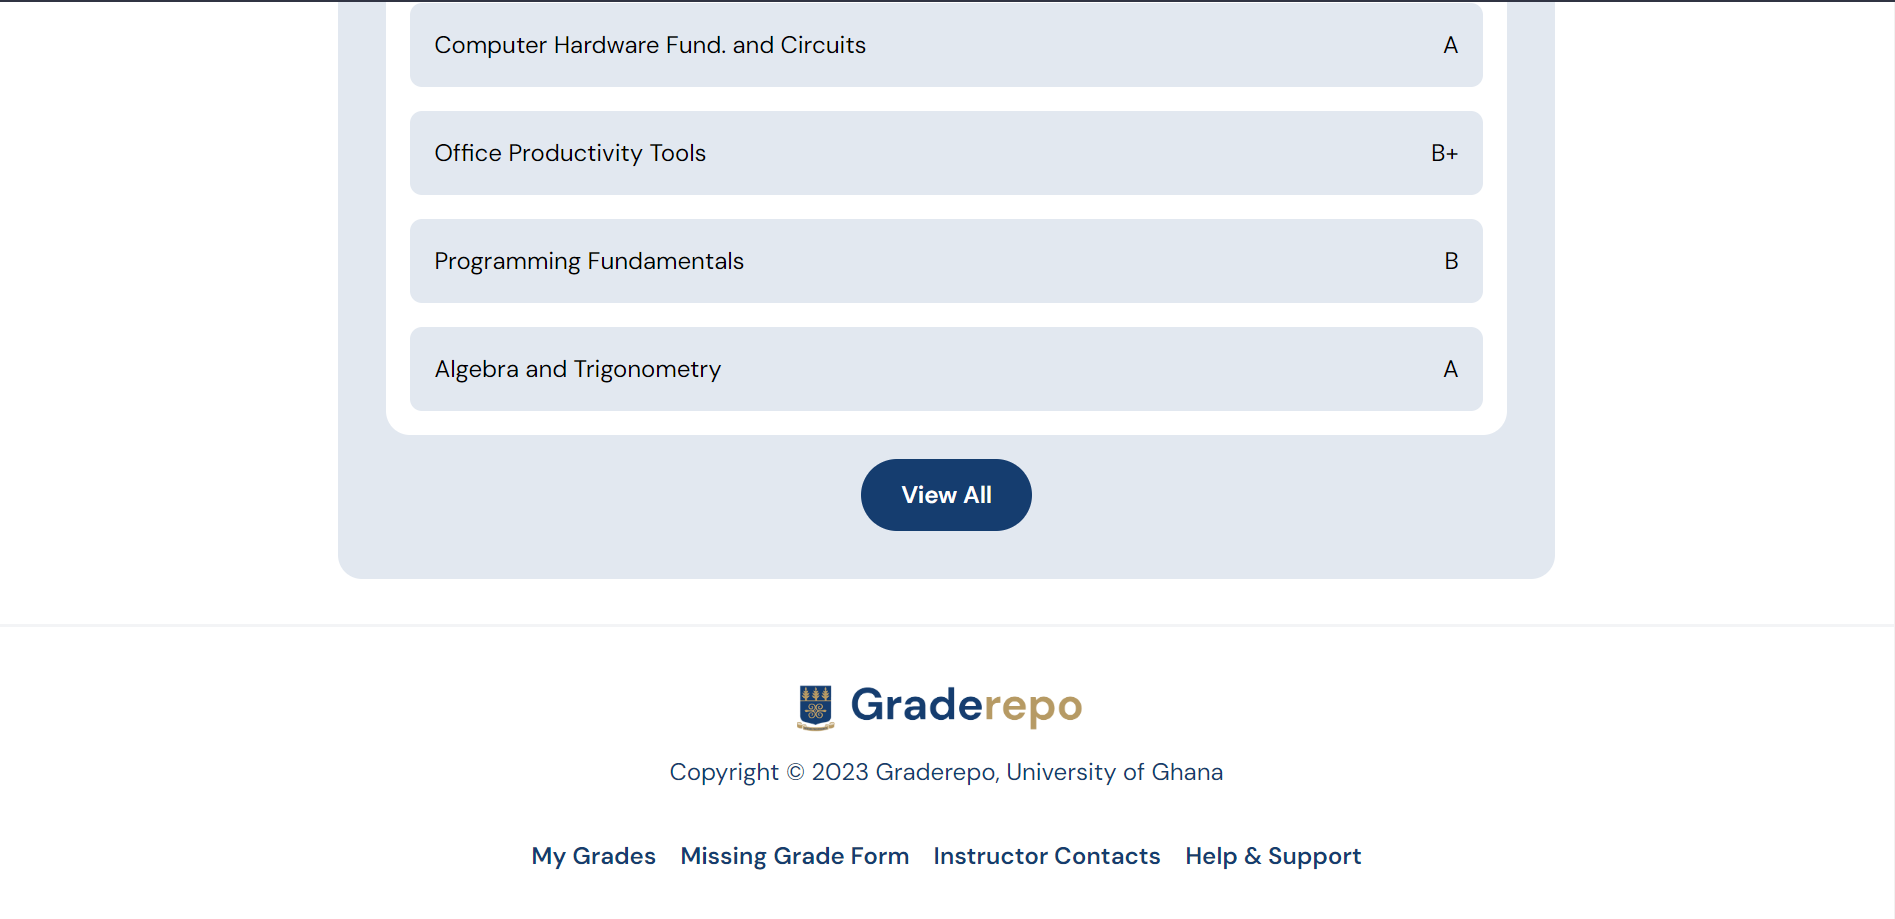 Computer Hardware Fund. and Circuits A
Office Productivity Tools B+
Programming Fundamentals B
Algebra and Trigonometry A
View All
Graderepo
Copyright © 2023 Graderepo, University of Ghana
My Grades Missing Grade Form Instructor Contacts Help & Support